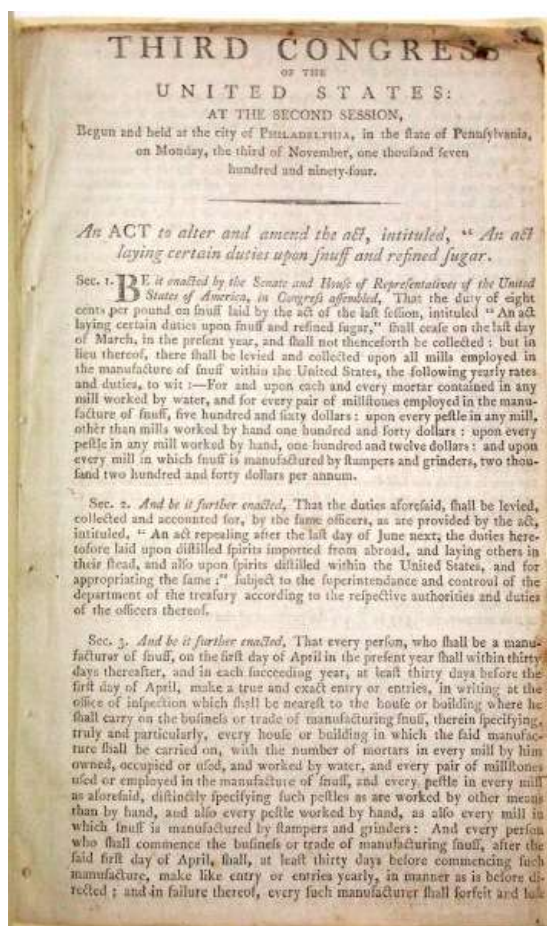 THIRD CONGRESS
OF THE
UNITED STATES:
AT THE SECOND SESSION,
Begun and held at the city of PHILADELPHIA, in the ſtate of Pennſylvania,
on Monday, the third of November, one thouſand ſeven
hundred and ninety-four.
An ACT to alter and amend the act, intituled, “ An act
laying certain duties upon ſnuff and refined ſugar.
Sec. 1. BE it enacted by the Senate and Houſe of Repreſentatives of the United
States of America, in Congreſs aſſembled, That the duty of eight
cents per pound on ſnuff laid by the act of the laſt ſeſſion, intituled “ An act
laying certain duties upon ſnuff and refined ſugar,” ſhall ceaſe on the laſt day
of March, in the preſent year, and ſhall not thenceforth be collected : but in
lieu thereof, there ſhall be levied and collected upon all mills employed in
the manufacture of ſnuff within the United States, the following yearly rates
and duties, to wit :—For and upon each and every mortar contained in any
mill worked by water, and for every pair of millſtones employed in the manu-
facture of ſnuff, five hundred and ſixty dollars : upon every peſtle in any mill,
other than mills worked by hand one hundred and forty dollars : upon every
peſtle in any mill worked by hand, one hundred and twelve dollars : and upon
every mill in which ſnuff is manufactured by ſtampers and grinders, two thou-
ſand two hundred and forty dollars per annum.
Sec. 2. And be it further enacted, That the duties aforeſaid, ſhall be levied,
collected and accounted for, by the ſame officers, as are provided by the act,
intituled, “ An act repealing after the laſt day of June next, the duties here-
tofore laid upon diſtilled ſpirits imported from abroad, and laying others in
their ſtead, and alſo upon ſpirits diſtilled within the United States, and for
appropriating the ſame ;” ſubject to the ſuperintendance and controul of the
department of the treaſury according to the reſpective authorities and duties
of the officers thereof.
Sec. 3. And be it further enacted, That every perſon, who ſhall be a manu-
facturer of ſnuff, on the firſt day of April in the preſent year ſhall within thirty
days thereafter, and in each ſucceeding year, at leaſt thirty days before the
firſt day of April, make a true and exact entry or entries, in writing at the
office of inſpection which ſhall be neareſt to the houſe or building where he
ſhall carry on the buſineſs or trade of manufacturing ſnuff, therein ſpecifying,
truly and particularly, every houſe or building in which the ſaid manufac-
ture ſhall be carried on, with the number of mortars in every mill by him
owned, occupied or uſed, and worked by water, and every pair of millſtones
uſed or employed in the manufacture of ſnuff, and every peſtle in every mill
as aforeſaid, diſtinctly ſpecifying ſuch peſtles as are worked by other means
than by hand, and alſo every peſtle worked by hand, as alſo every mill in
which ſnuff is manufactured by ſtampers and grinders : And every perſon
who ſhall commence the buſineſs or trade of manufacturing ſnuff, after the
ſaid firſt day of April, ſhall, at leaſt thirty days before commencing ſuch
manufacture, make like entry or entries yearly, in manner as is before di-
rected ; and in failure thereof, every ſuch manufacturer ſhall forfeit and loſe